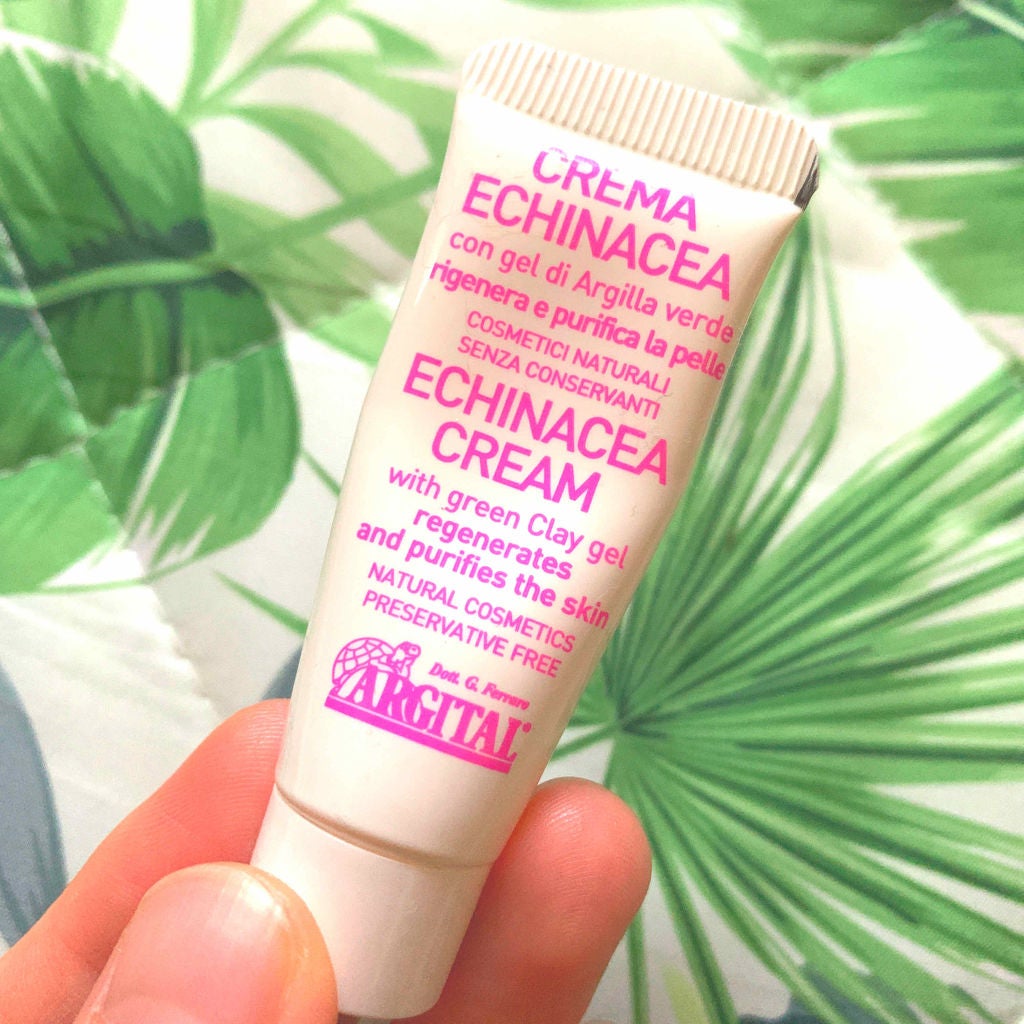 CREMA
ECHINACEA
con gel di Argilla verde
rigenera e purifica la pelle
COSMETICI NATURALI
SENZA CONSERVANTI
ECHINACEA
CREAM
with green Clay gel
regenerates
and purifies the skin
NATURAL COSMETICS
PRESERVATIVE FREE
Dott. G. Ferraro
ARGITAL®